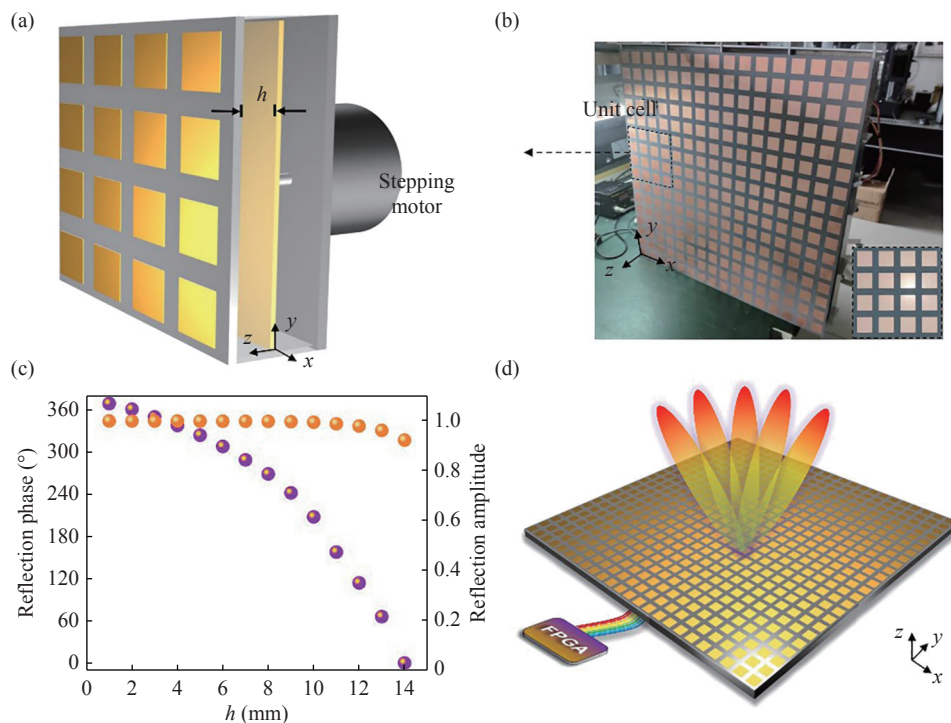 (a)
h
Stepping
motor
y
z
x
(b)
Unit cell
y
z
x
(c)
360
300
240
180
120
60
0
Reflection phase (°)
1.0
0.8
0.6
0.4
0.2
0
Reflection amplitude
0 2 4 6 8 10 12 14
h (mm)
(d)
FPGA
z
y
x